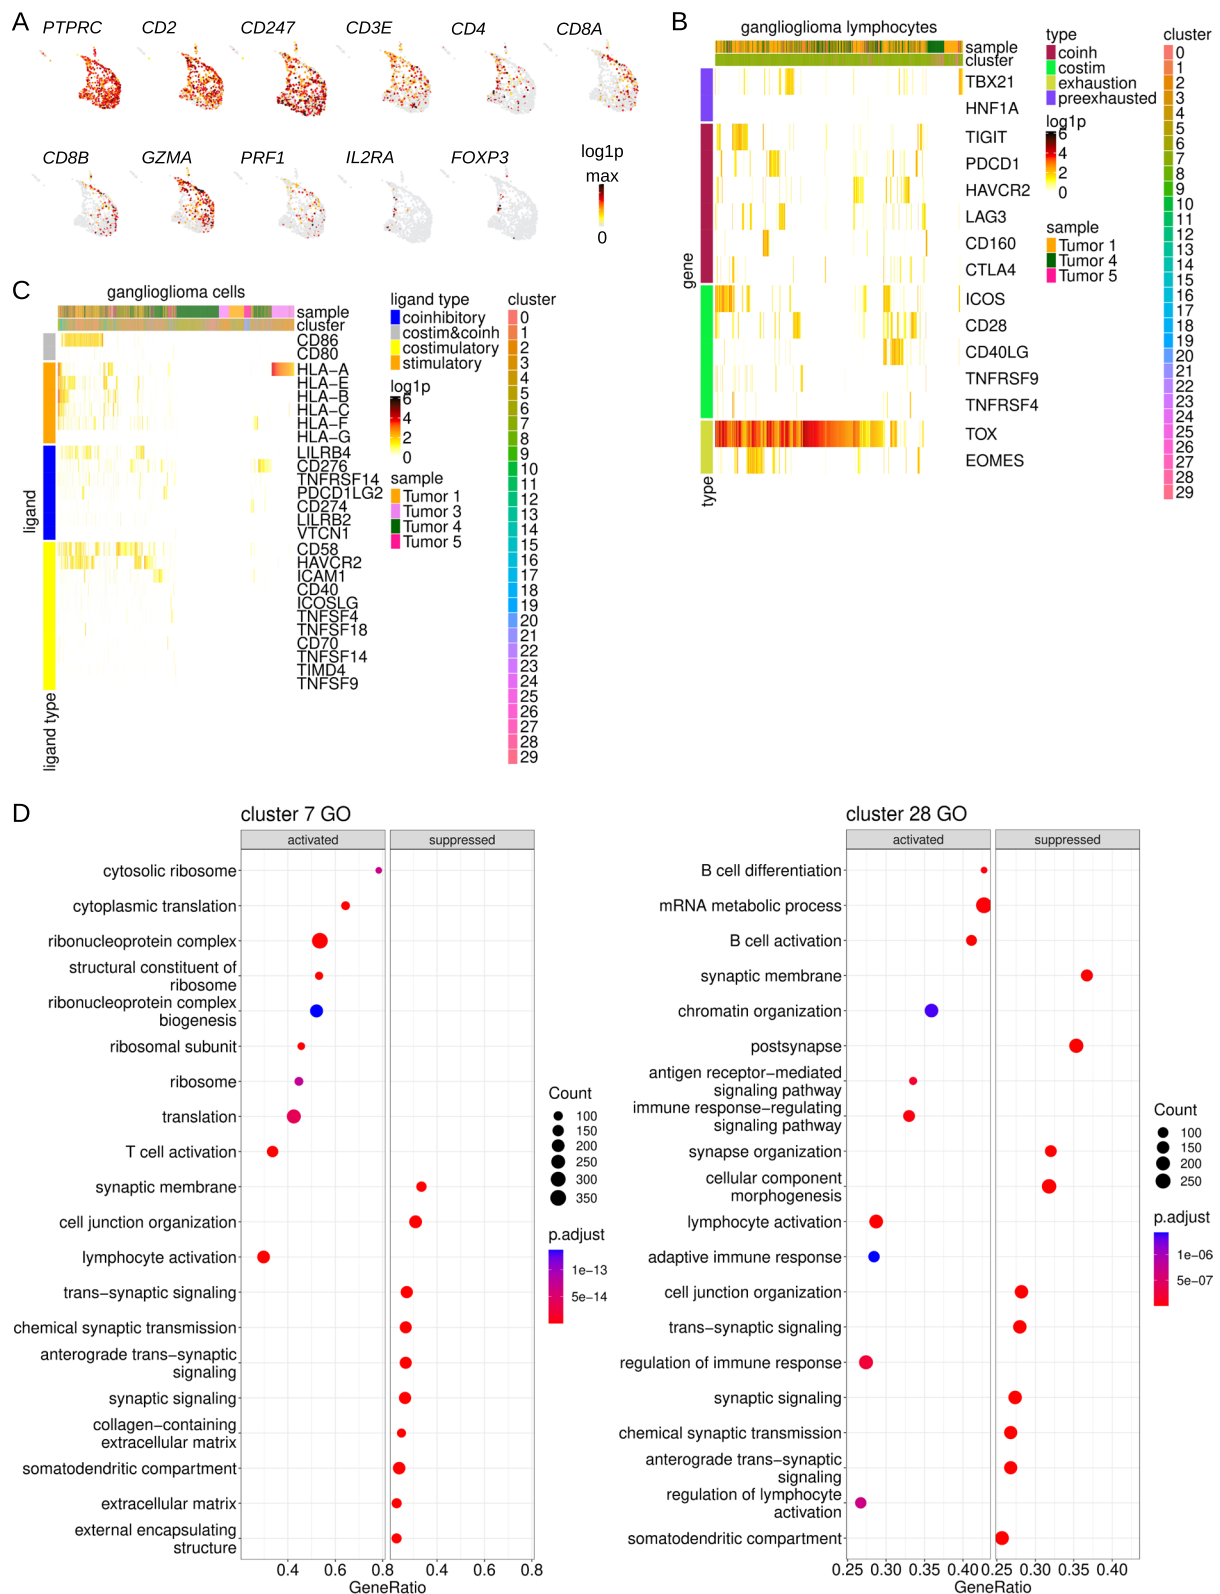 A
PTPRC
CD2
CD247
CD3E
CD4
CD8A
CD8B
GZMA
PRF1
IL2RA
FOXP3
log1p
max
0
B
ganglioglioma lymphocytes
sample
cluster
TBX21
HNF1A
TIGIT
PDCD1
HAVCR2
LAG3
CD160
CTLA4
ICOS
CD28
CD40LG
TNFRSF9
TNFRSF4
TOX
EOMES
gene
type
type
coinh
costim
exhaustion
preexhausted
log1p
6
4
2
0
sample
Tumor 1
Tumor 4
Tumor 5
cluster
0
1
2
3
4
5
6
7
8
9
10
11
12
13
14
15
16
17
18
19
20
21
22
23
24
25
26
27
28
29
C
ganglioglioma cells
sample
cluster
CD86
CD80
HLA-A
HLA-E
HLA-B
HLA-C
HLA-F
HLA-G
LILRB4
CD276
TNFRSF14
PDCD1LG2
CD274
LILRB2
VTCN1
CD58
HAVCR2
ICAM1
CD40
ICOSLG
TNFSF4
TNFSF18
CD70
TNFSF14
TIMD4
TNFSF9
ligand
ligand type
ligand type
coinhibitory
costim&coinh
costimulatory
stimulatory
log1p
6
4
2
0
sample
Tumor 1
Tumor 3
Tumor 4
Tumor 5
cluster
0
1
2
3
4
5
6
7
8
9
10
11
12
13
14
15
16
17
18
19
20
21
22
23
24
25
26
27
28
29
D
cluster 7 GO
activated
suppressed
cytosolic ribosome
cytoplasmic translation
ribonucleoprotein complex
structural constituent of
ribosome
ribonucleoprotein complex
biogenesis
ribosomal subunit
ribosome
translation
T cell activation
synaptic membrane
cell junction organization
lymphocyte activation
trans-synaptic signaling
chemical synaptic transmission
anterograde trans-synaptic
signaling
synaptic signaling
collagen-containing
extracellular matrix
somatodendritic compartment
extracellular matrix
external encapsulating
structure
0.4 0.6 0.8 0.4 0.6 0.8
GeneRatio
Count
100
150
200
250
300
350
p.adjust
1e-13
5e-14
cluster 28 GO
activated
suppressed
B cell differentiation
mRNA metabolic process
B cell activation
synaptic membrane
chromatin organization
postsynapse
antigen receptor-mediated
signaling pathway
immune response-regulating
signaling pathway
synapse organization
cellular component
morphogenesis
lymphocyte activation
adaptive immune response
cell junction organization
trans-synaptic signaling
regulation of immune response
synaptic signaling
chemical synaptic transmission
anterograde trans-synaptic
signaling
regulation of lymphocyte
activation
somatodendritic compartment
0.25 0.30 0.35 0.40 0.25 0.30 0.35 0.40
GeneRatio
Count
100
150
200
250
p.adjust
1e-06
5e-07